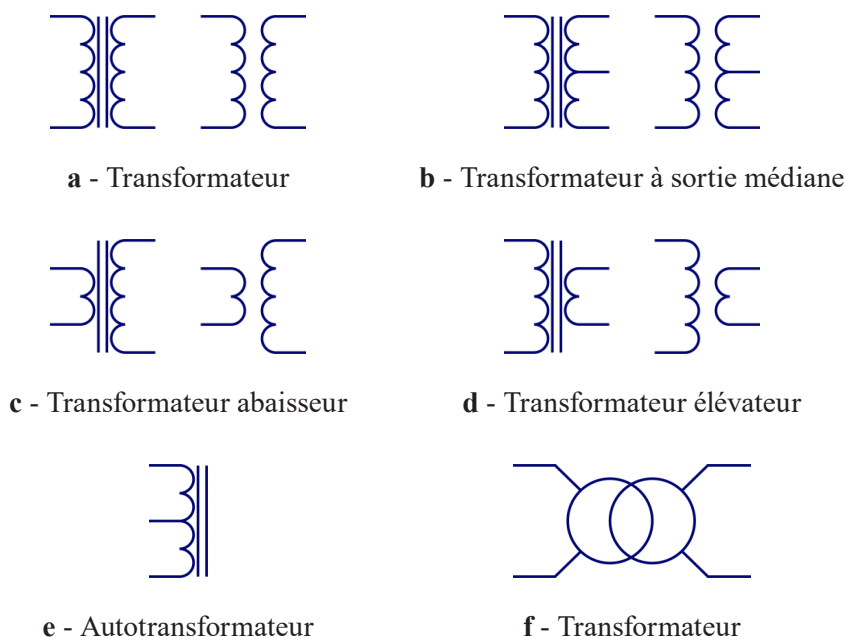 a - Transformateur
b - Transformateur à sortie médiane
c - Transformateur abaisseur
d - Transformateur élévateur
e - Autotransformateur
f - Transformateur